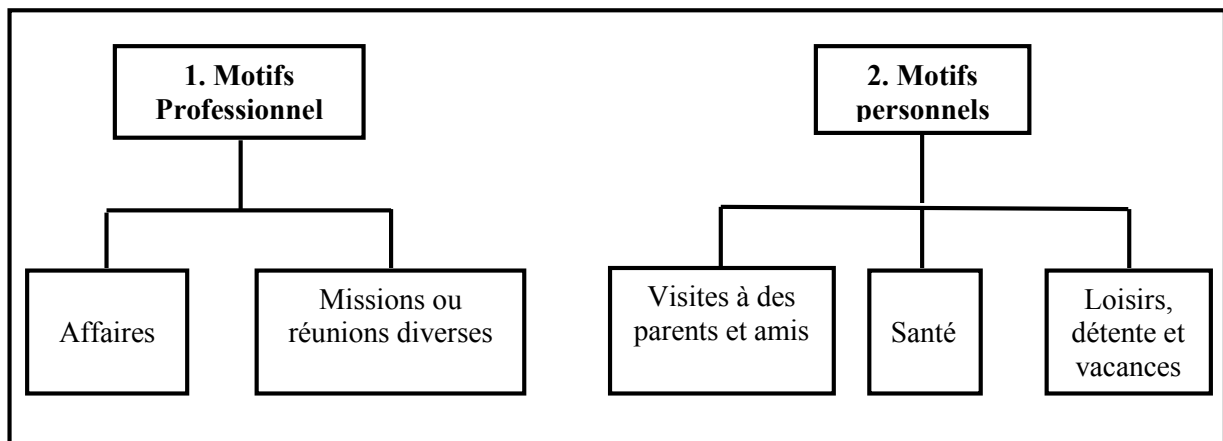 1. Motifs
Professionnel
2. Motifs
personnels
Affaires
Missions ou
réunions diverses
Visites à des
parents et amis
Santé
Loisirs,
détente et
vacances